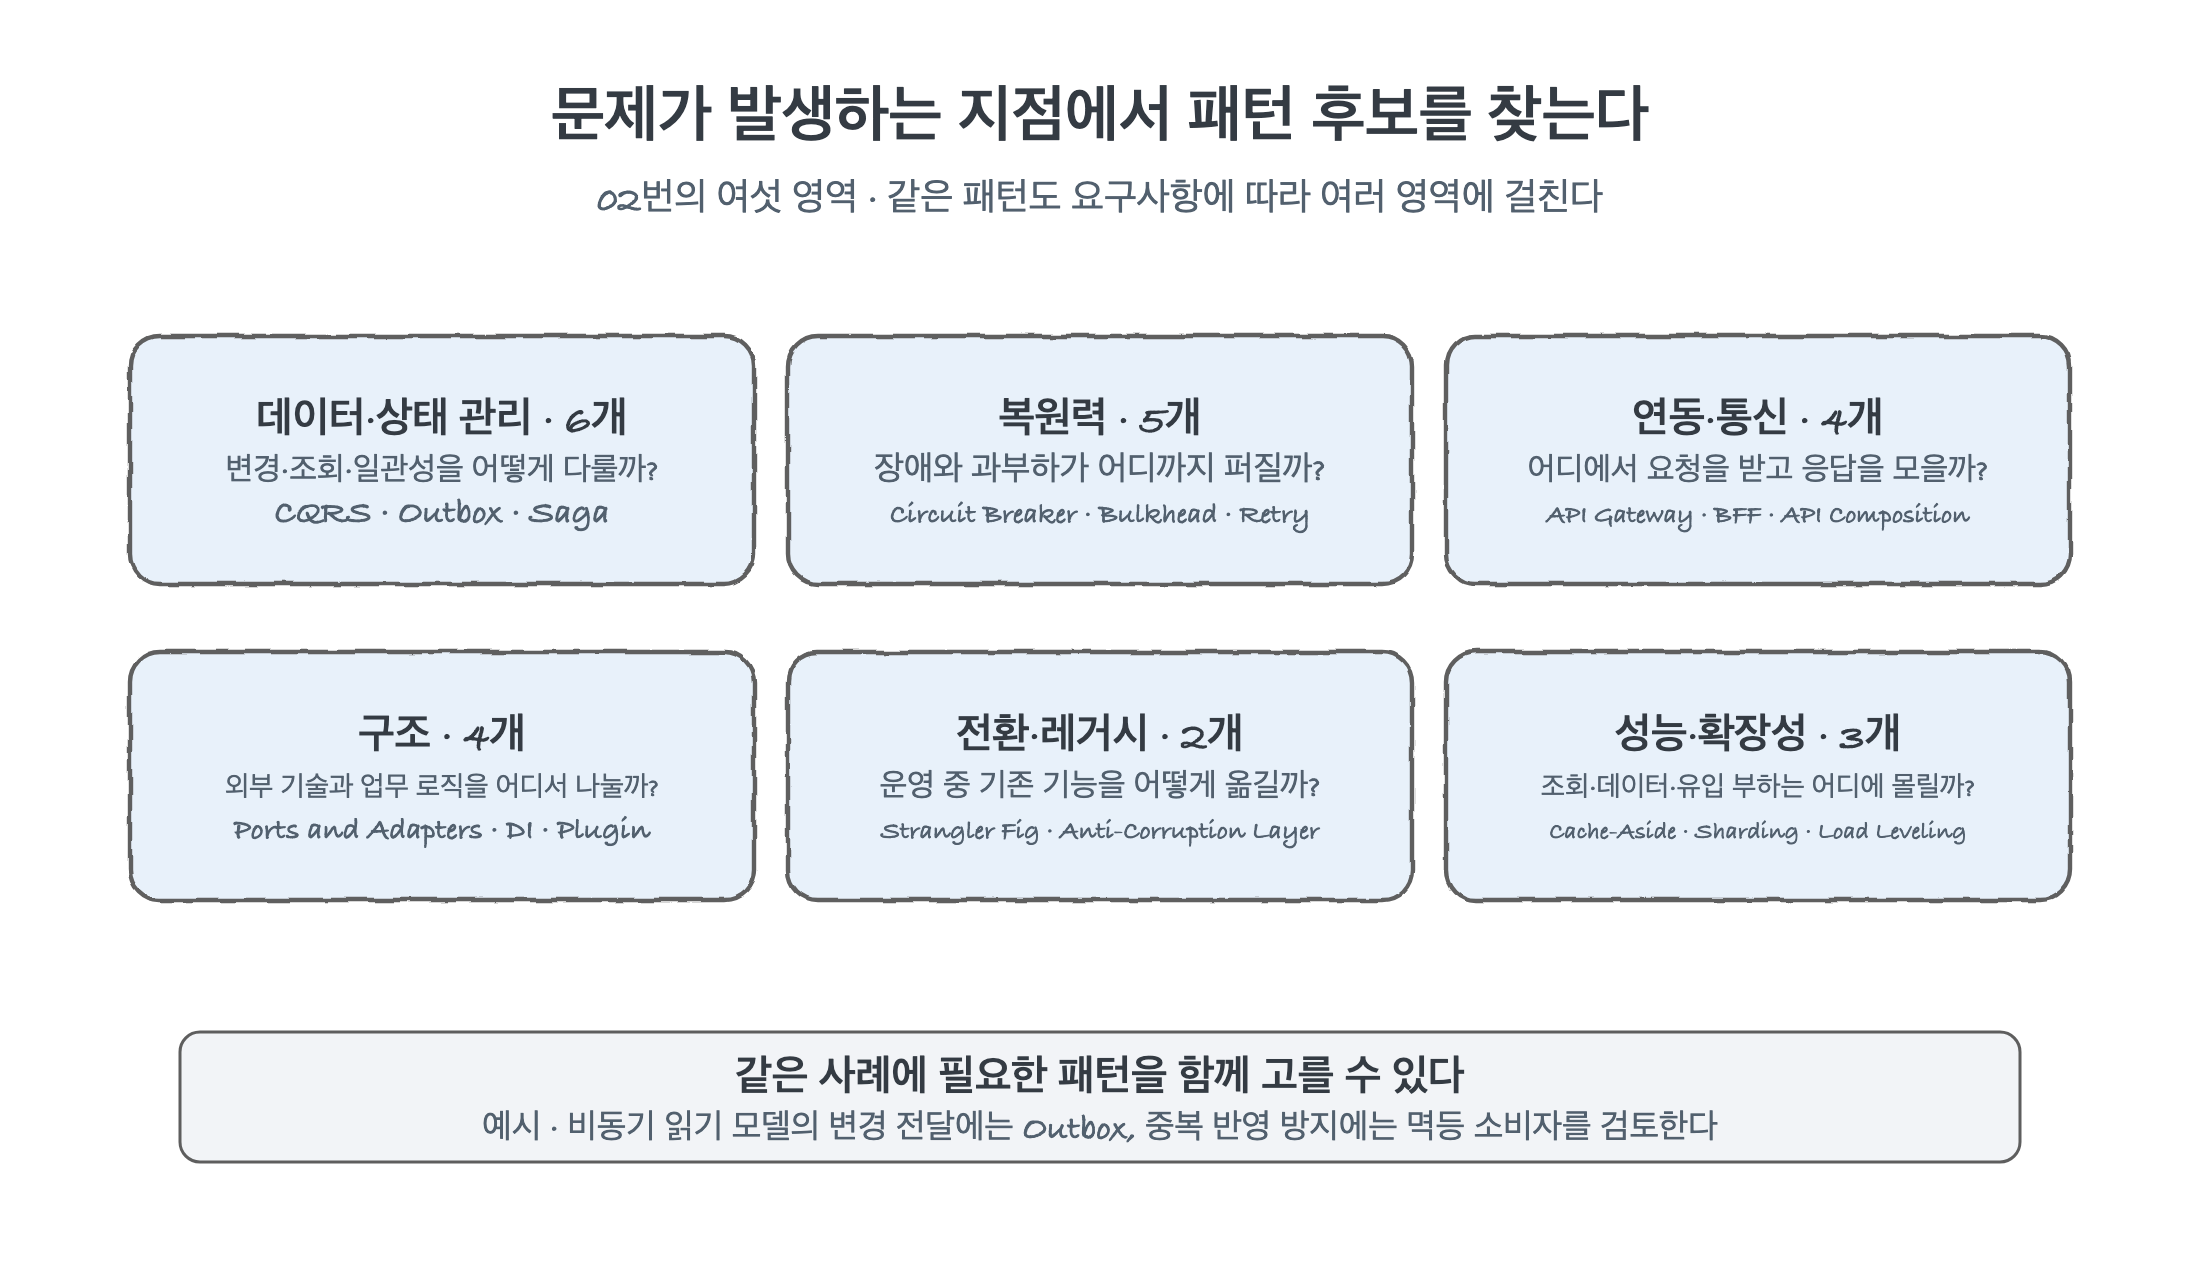 문제가 발생하는 지점에서 패턴 후보를 찾는다
02번의 여섯 영역 · 같은 패턴도 요구사항에 따라 여러 영역에 걸친다
데이터·상태 관리 · 6개
변경·조회·일관성을 어떻게 다룰까?
CQRS · Outbox · Saga
복원력 · 5개
장애와 과부하가 어디까지 퍼질까?
Circuit Breaker · Bulkhead · Retry
연동·통신 · 4개
어디에서 요청을 받고 응답을 모을까?
API Gateway · BFF · API Composition
구조 · 4개
외부 기술과 업무 로직을 어디서 나눌까?
Ports and Adapters · DI · Plugin
전환·레거시 · 2개
운영 중 기존 기능을 어떻게 옮길까?
Strangler Fig · Anti-Corruption Layer
성능·확장성 · 3개
조회·데이터·유입 부하는 어디에 몰릴까?
Cache-Aside · Sharding · Load Leveling
같은 사례에 필요한 패턴을 함께 고를 수 있다
예시 · 비동기 읽기 모델의 변경 전달에는 Outbox, 중복 반영 방지에는 멱등 소비자를 검토한다